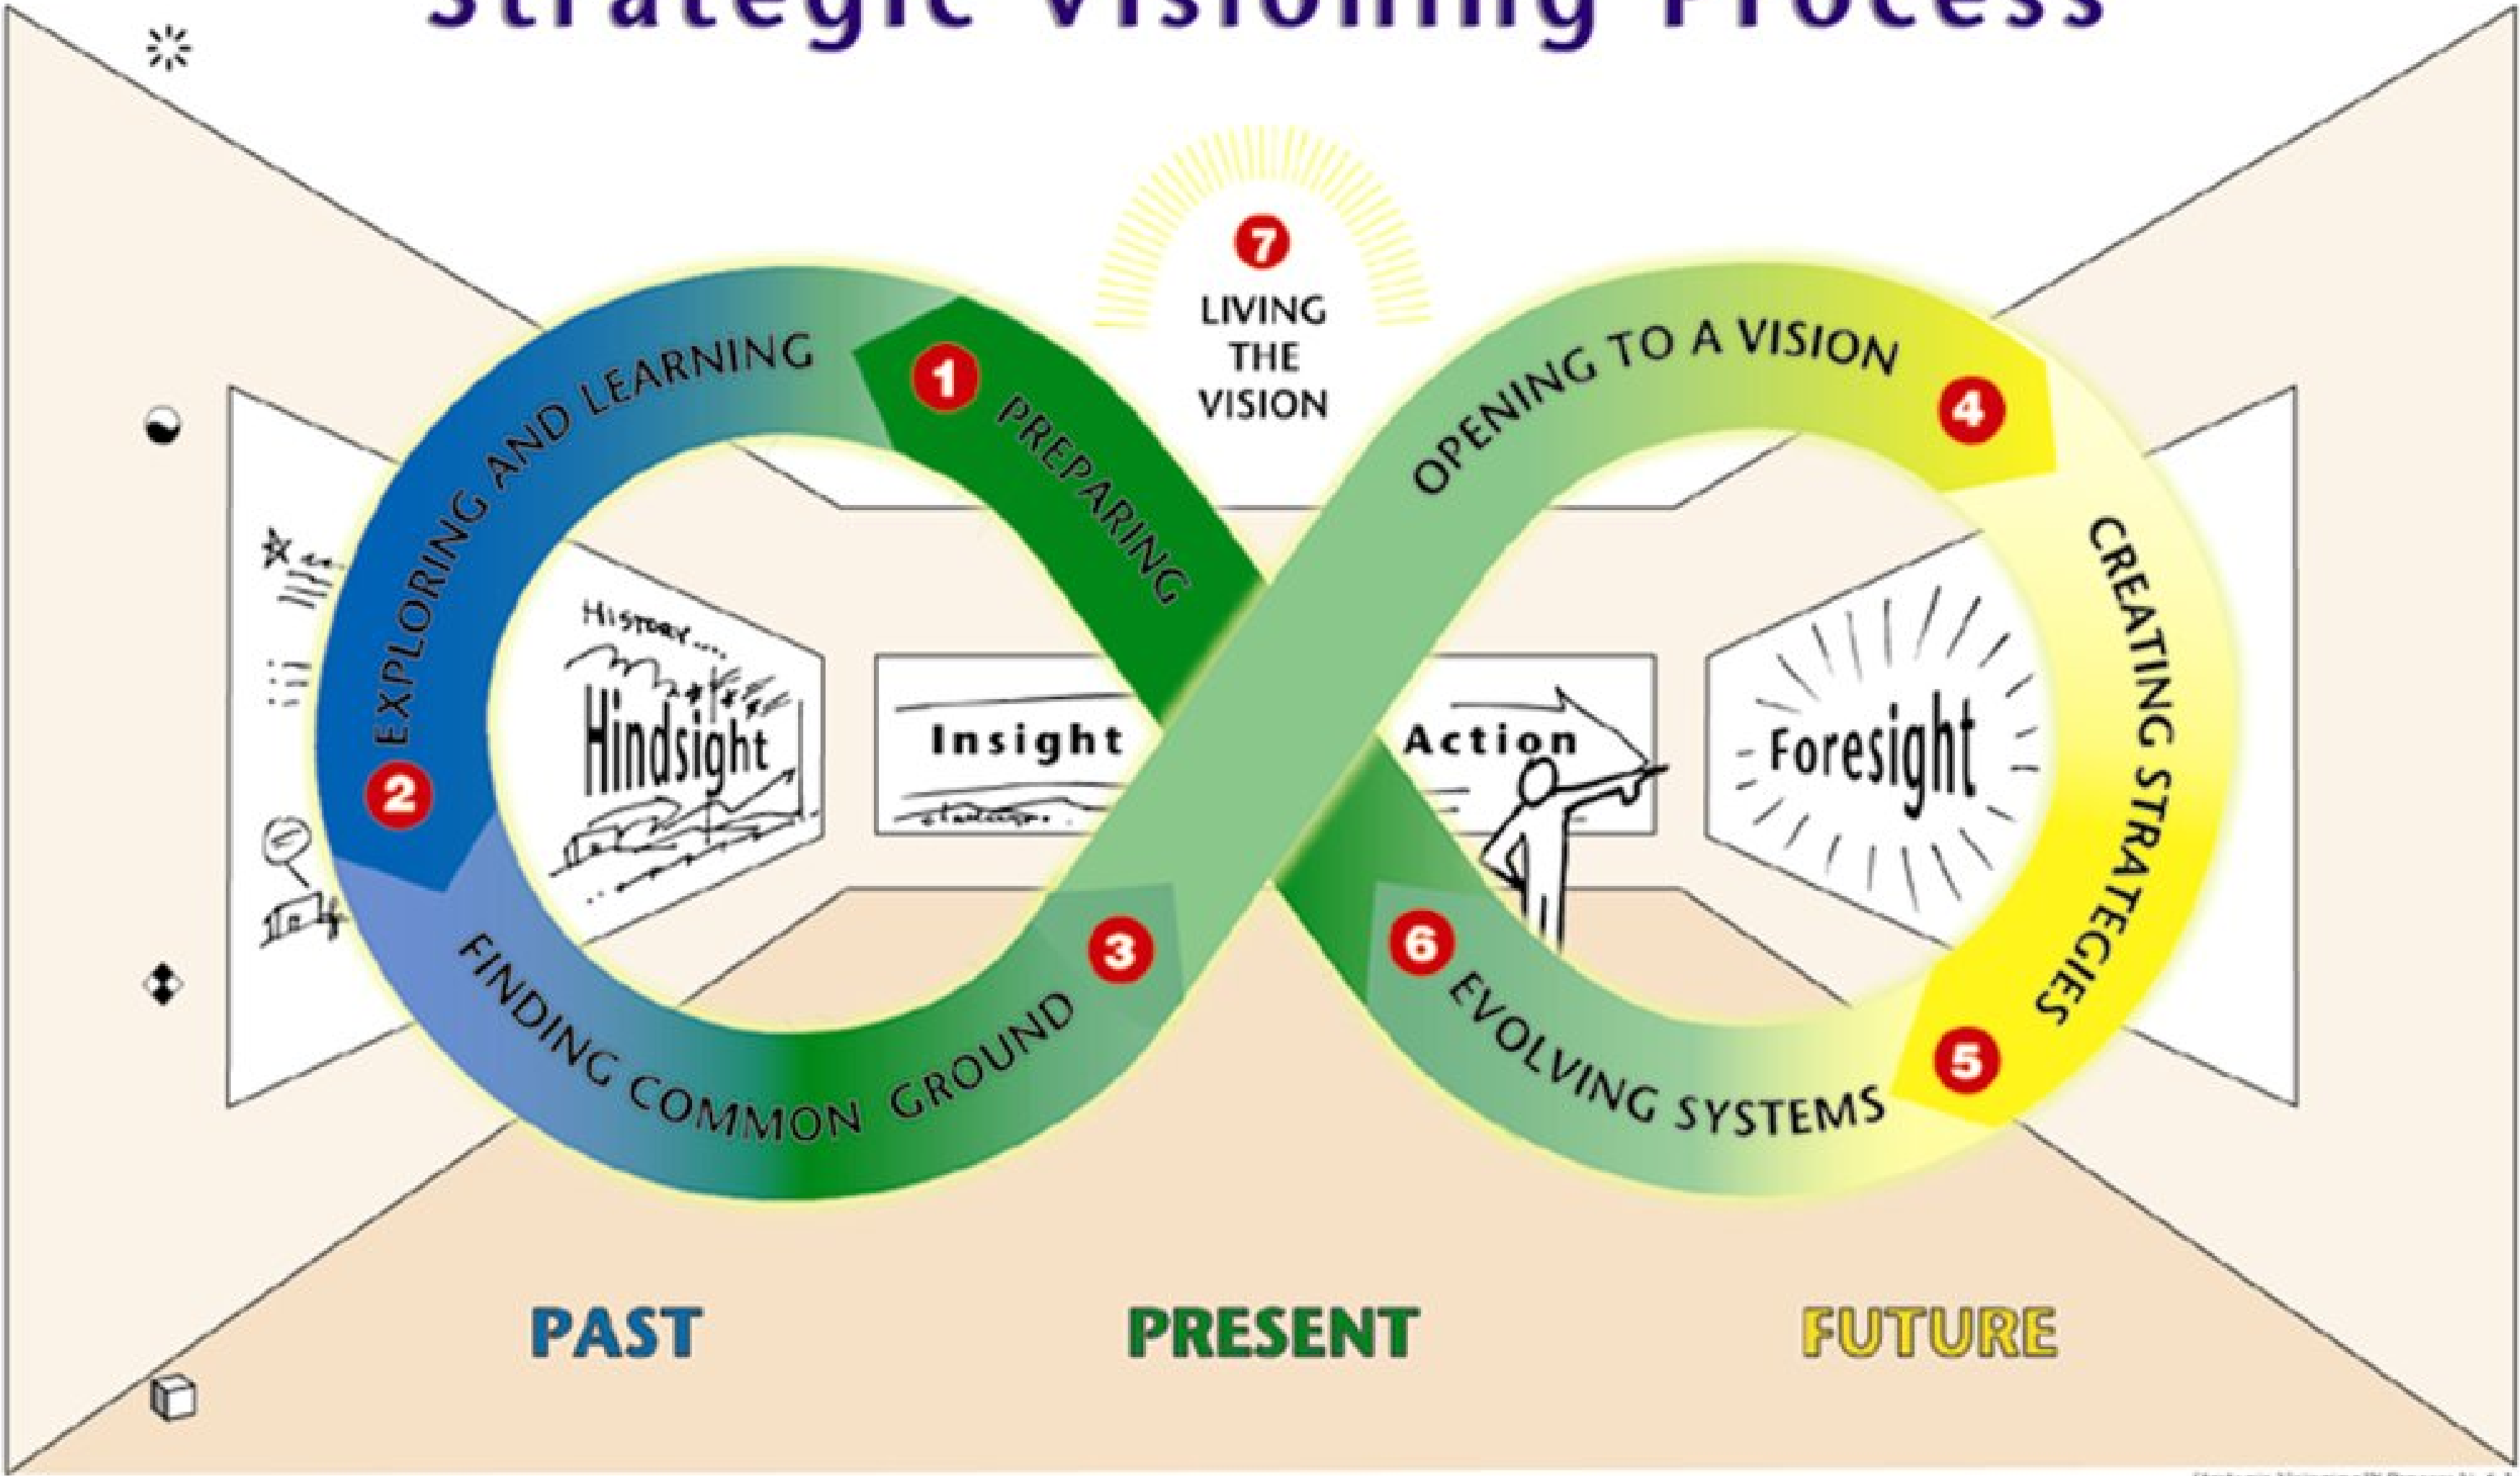 Strategic Visioning Process
7
LIVING
THE
VISION
1
PREPARING
2
EXPLORING AND LEARNING
3
FINDING COMMON GROUND
4
OPENING TO A VISION
5
CREATING STRATEGIES
6
EVOLVING SYSTEMS
HISTORY....
Hindsight
Insight
Action
Foresight
PAST
PRESENT
FUTURE